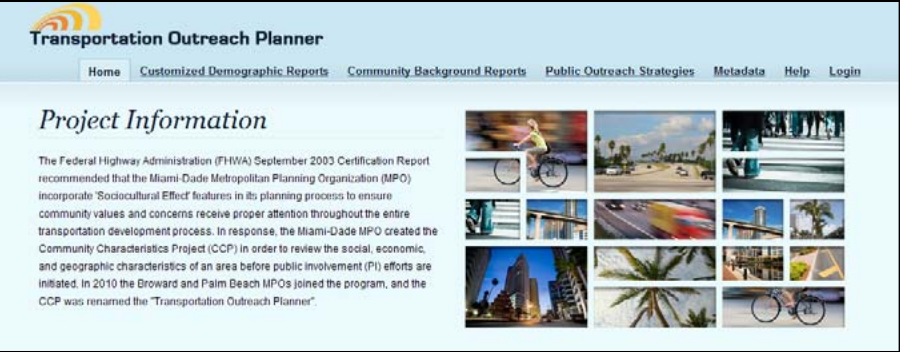 Transportation Outreach Planner
Home Customized Demographic Reports Community Background Reports Public Outreach Strategies Metadata Help Login
Project Information
The Federal Highway Administration (FHWA) September 2003 Certification Report
recommended that the Miami-Dade Metropolitan Planning Organization (MPO)
incorporate 'Sociocultural Effect' features in its planning process to ensure
community values and concerns receive proper attention throughout the entire
transportation development process. In response, the Miami-Dade MPO created the
Community Characteristics Project (CCP) in order to review the social, economic,
and geographic characteristics of an area before public involvement (PI) efforts are
initiated. In 2010 the Broward and Palm Beach MPOs joined the program, and the
CCP was renamed the "Transportation Outreach Planner".